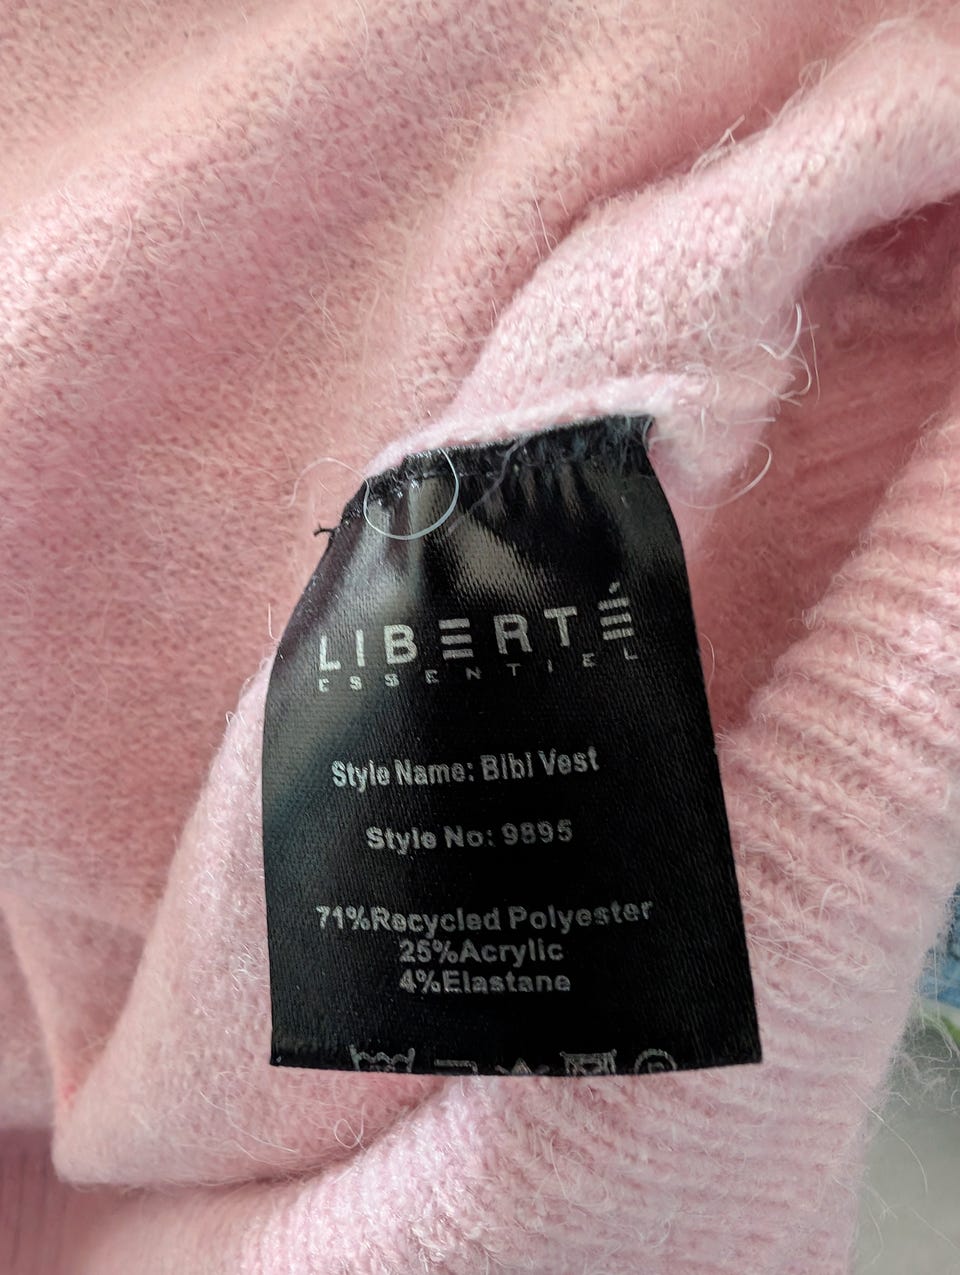 LIBERTÉ
ESSENTIEL
Style Name: Bibi Vest
Style No: 9895
71%Recycled Polyester
25%Acrylic
4%Elastane